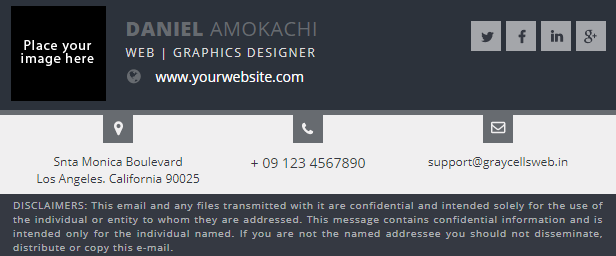 Place your
image here
DANIEL AMOKACHI
WEB | GRAPHICS DESIGNER
www.yourwebsite.com
f
in
g+
Snta Monica Boulevard
Los Angeles. California 90025
+ 09 123 4567890
support@graycellsweb.in
DISCLAIMERS: This email and any files transmitted with it are confidential and intended solely for the use of
the individual or entity to whom they are addressed. This message contains confidential information and is
intended only for the individual named. If you are not the named addressee you should not disseminate,
distribute or copy this e-mail.